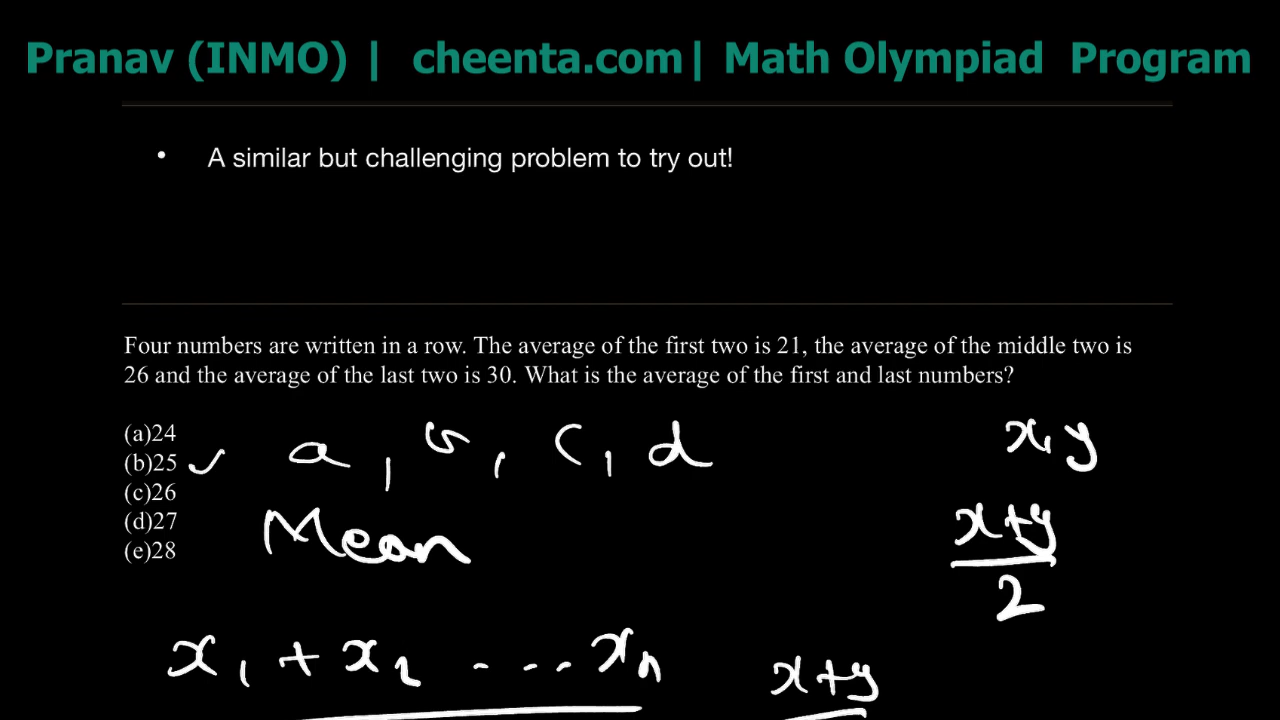 Pranav (INMO) | cheenta.com| Math Olympiad Program
• A similar but challenging problem to try out!
Four numbers are written in a row. The average of the first two is 21, the average of the middle two is
26 and the average of the last two is 30. What is the average of the first and last numbers?
(a)24
(b)25 ✓
(c)26
(d)27
(e)28
a, b, c, d
Mean
x, y
x+y
2
x₁ + x₂ ----- xₙ
x+y